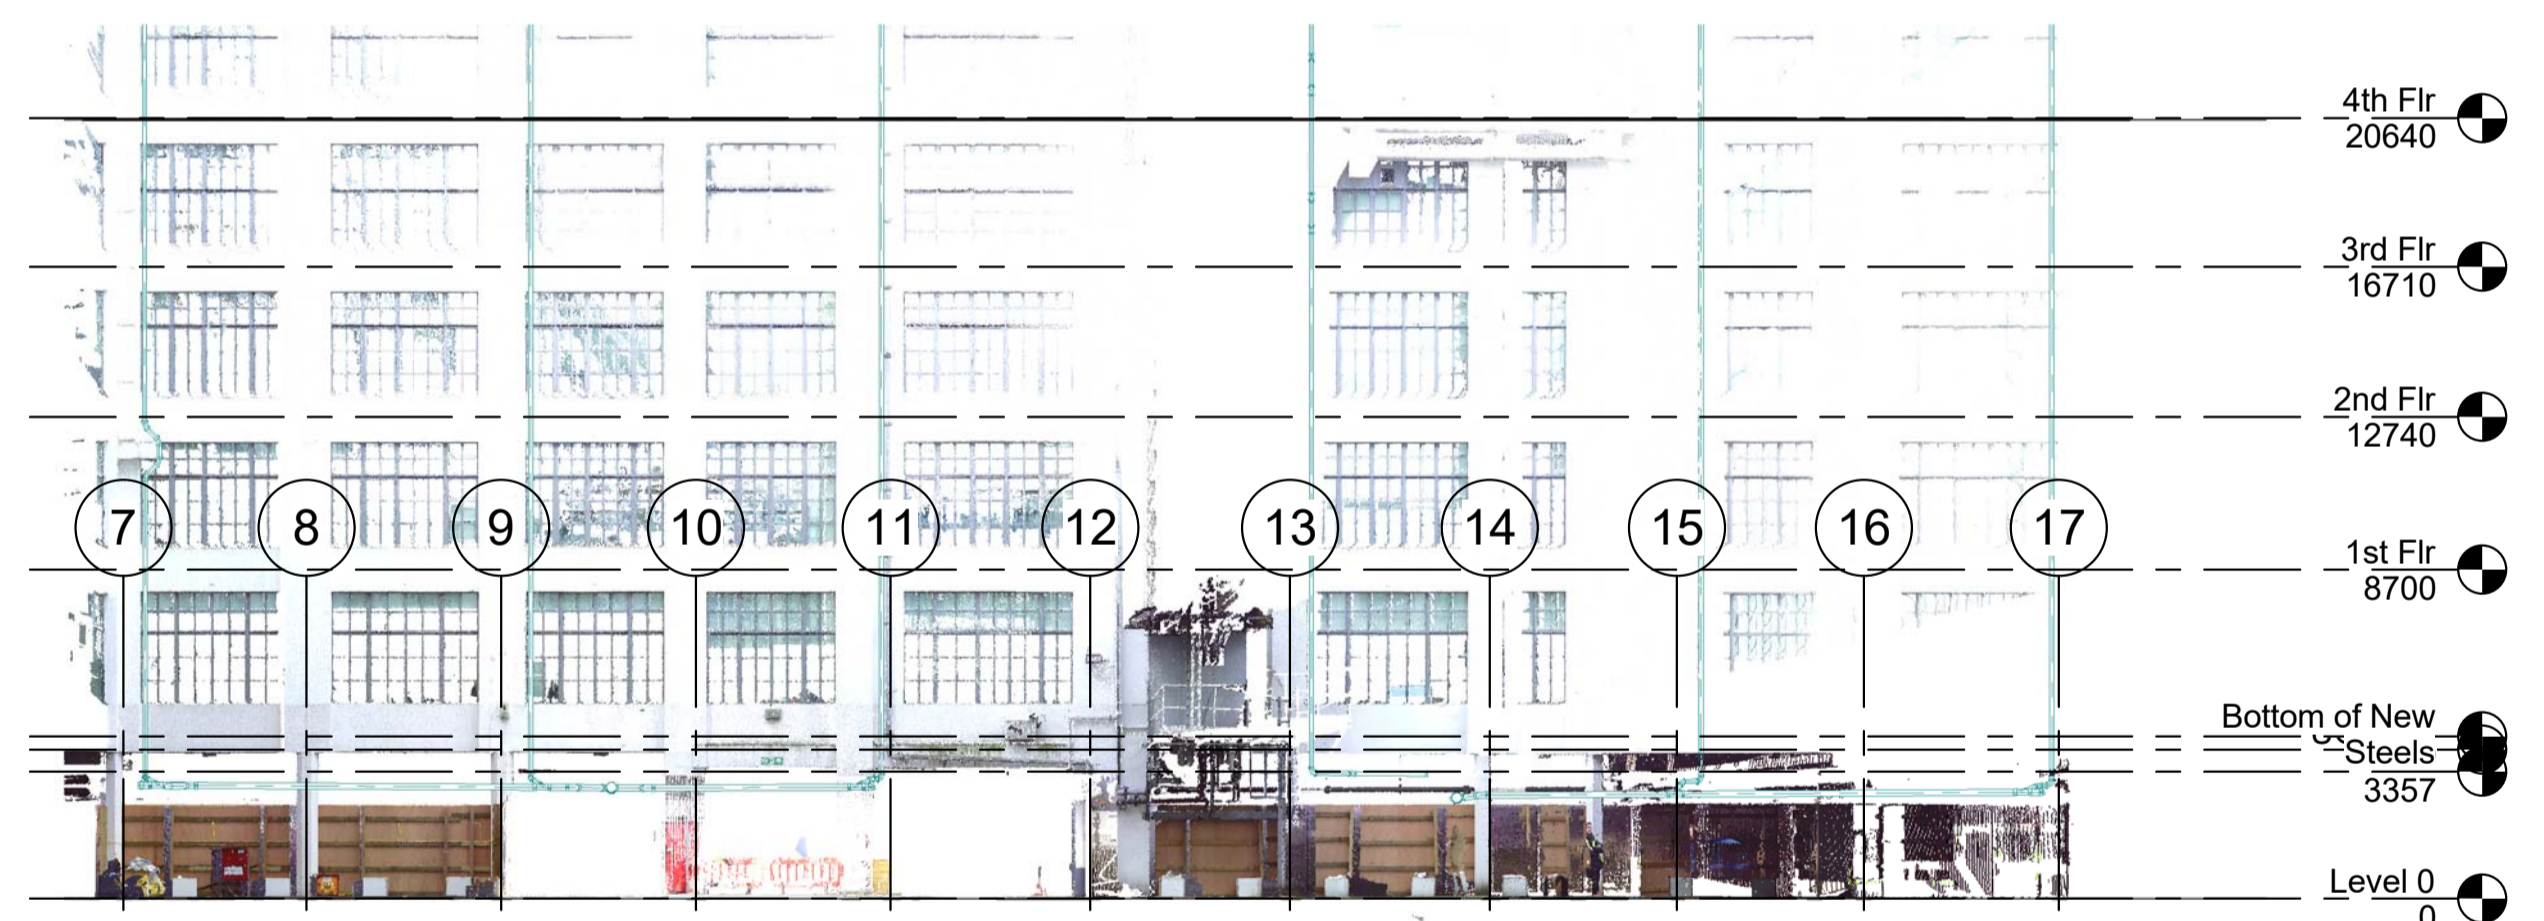 4th Flr
20640
3rd Flr
16710
2nd Flr
12740
7 8 9 10 11 12 13 14 15 16 17
1st Flr
8700
Bottom of New
Steels
3357
Level 0
0